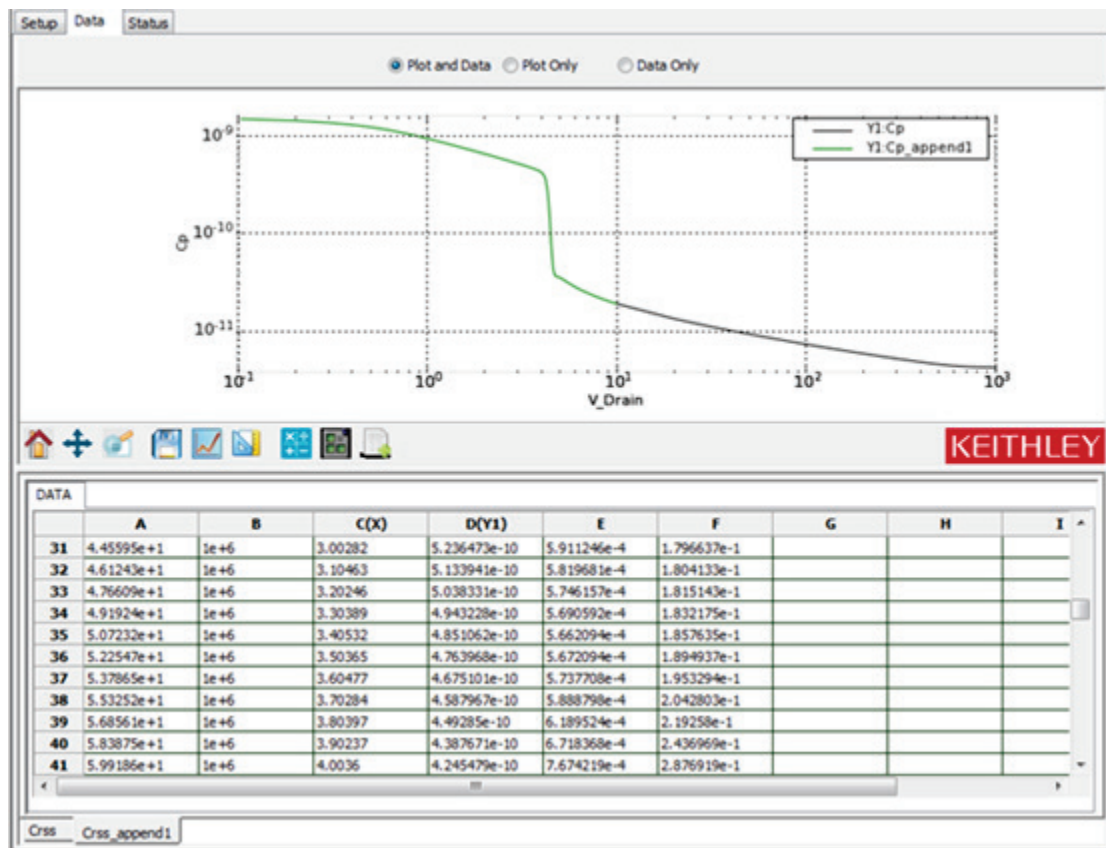 Setup Data Status
Plot and Data Plot Only Data Only
Y1:Cp
Y1:Cp_append1
10-9
10-10
10-11
Cp
10-1 100 101 102 103
V_Drain
KEITHLEY
DATA
A B C(X) D(Y1) E F G H I
31 4.45595e+1 1e+6 3.00282 5.236473e-10 5.911246e-4 1.796637e-1
32 4.61243e+1 1e+6 3.10463 5.133941e-10 5.819681e-4 1.804133e-1
33 4.76609e+1 1e+6 3.20246 5.038331e-10 5.746157e-4 1.815143e-1
34 4.91924e+1 1e+6 3.30389 4.943228e-10 5.690592e-4 1.832175e-1
35 5.07232e+1 1e+6 3.40532 4.851062e-10 5.662094e-4 1.857635e-1
36 5.22547e+1 1e+6 3.50365 4.763968e-10 5.672094e-4 1.894937e-1
37 5.37865e+1 1e+6 3.60477 4.675101e-10 5.737708e-4 1.953294e-1
38 5.53252e+1 1e+6 3.70284 4.587967e-10 5.888798e-4 2.042803e-1
39 5.68561e+1 1e+6 3.80397 4.49285e-10 6.189524e-4 2.19258e-1
40 5.83875e+1 1e+6 3.90237 4.387671e-10 6.718368e-4 2.436969e-1
41 5.99186e+1 1e+6 4.0036 4.245479e-10 7.674219e-4 2.876919e-1
Crss Crss_append1